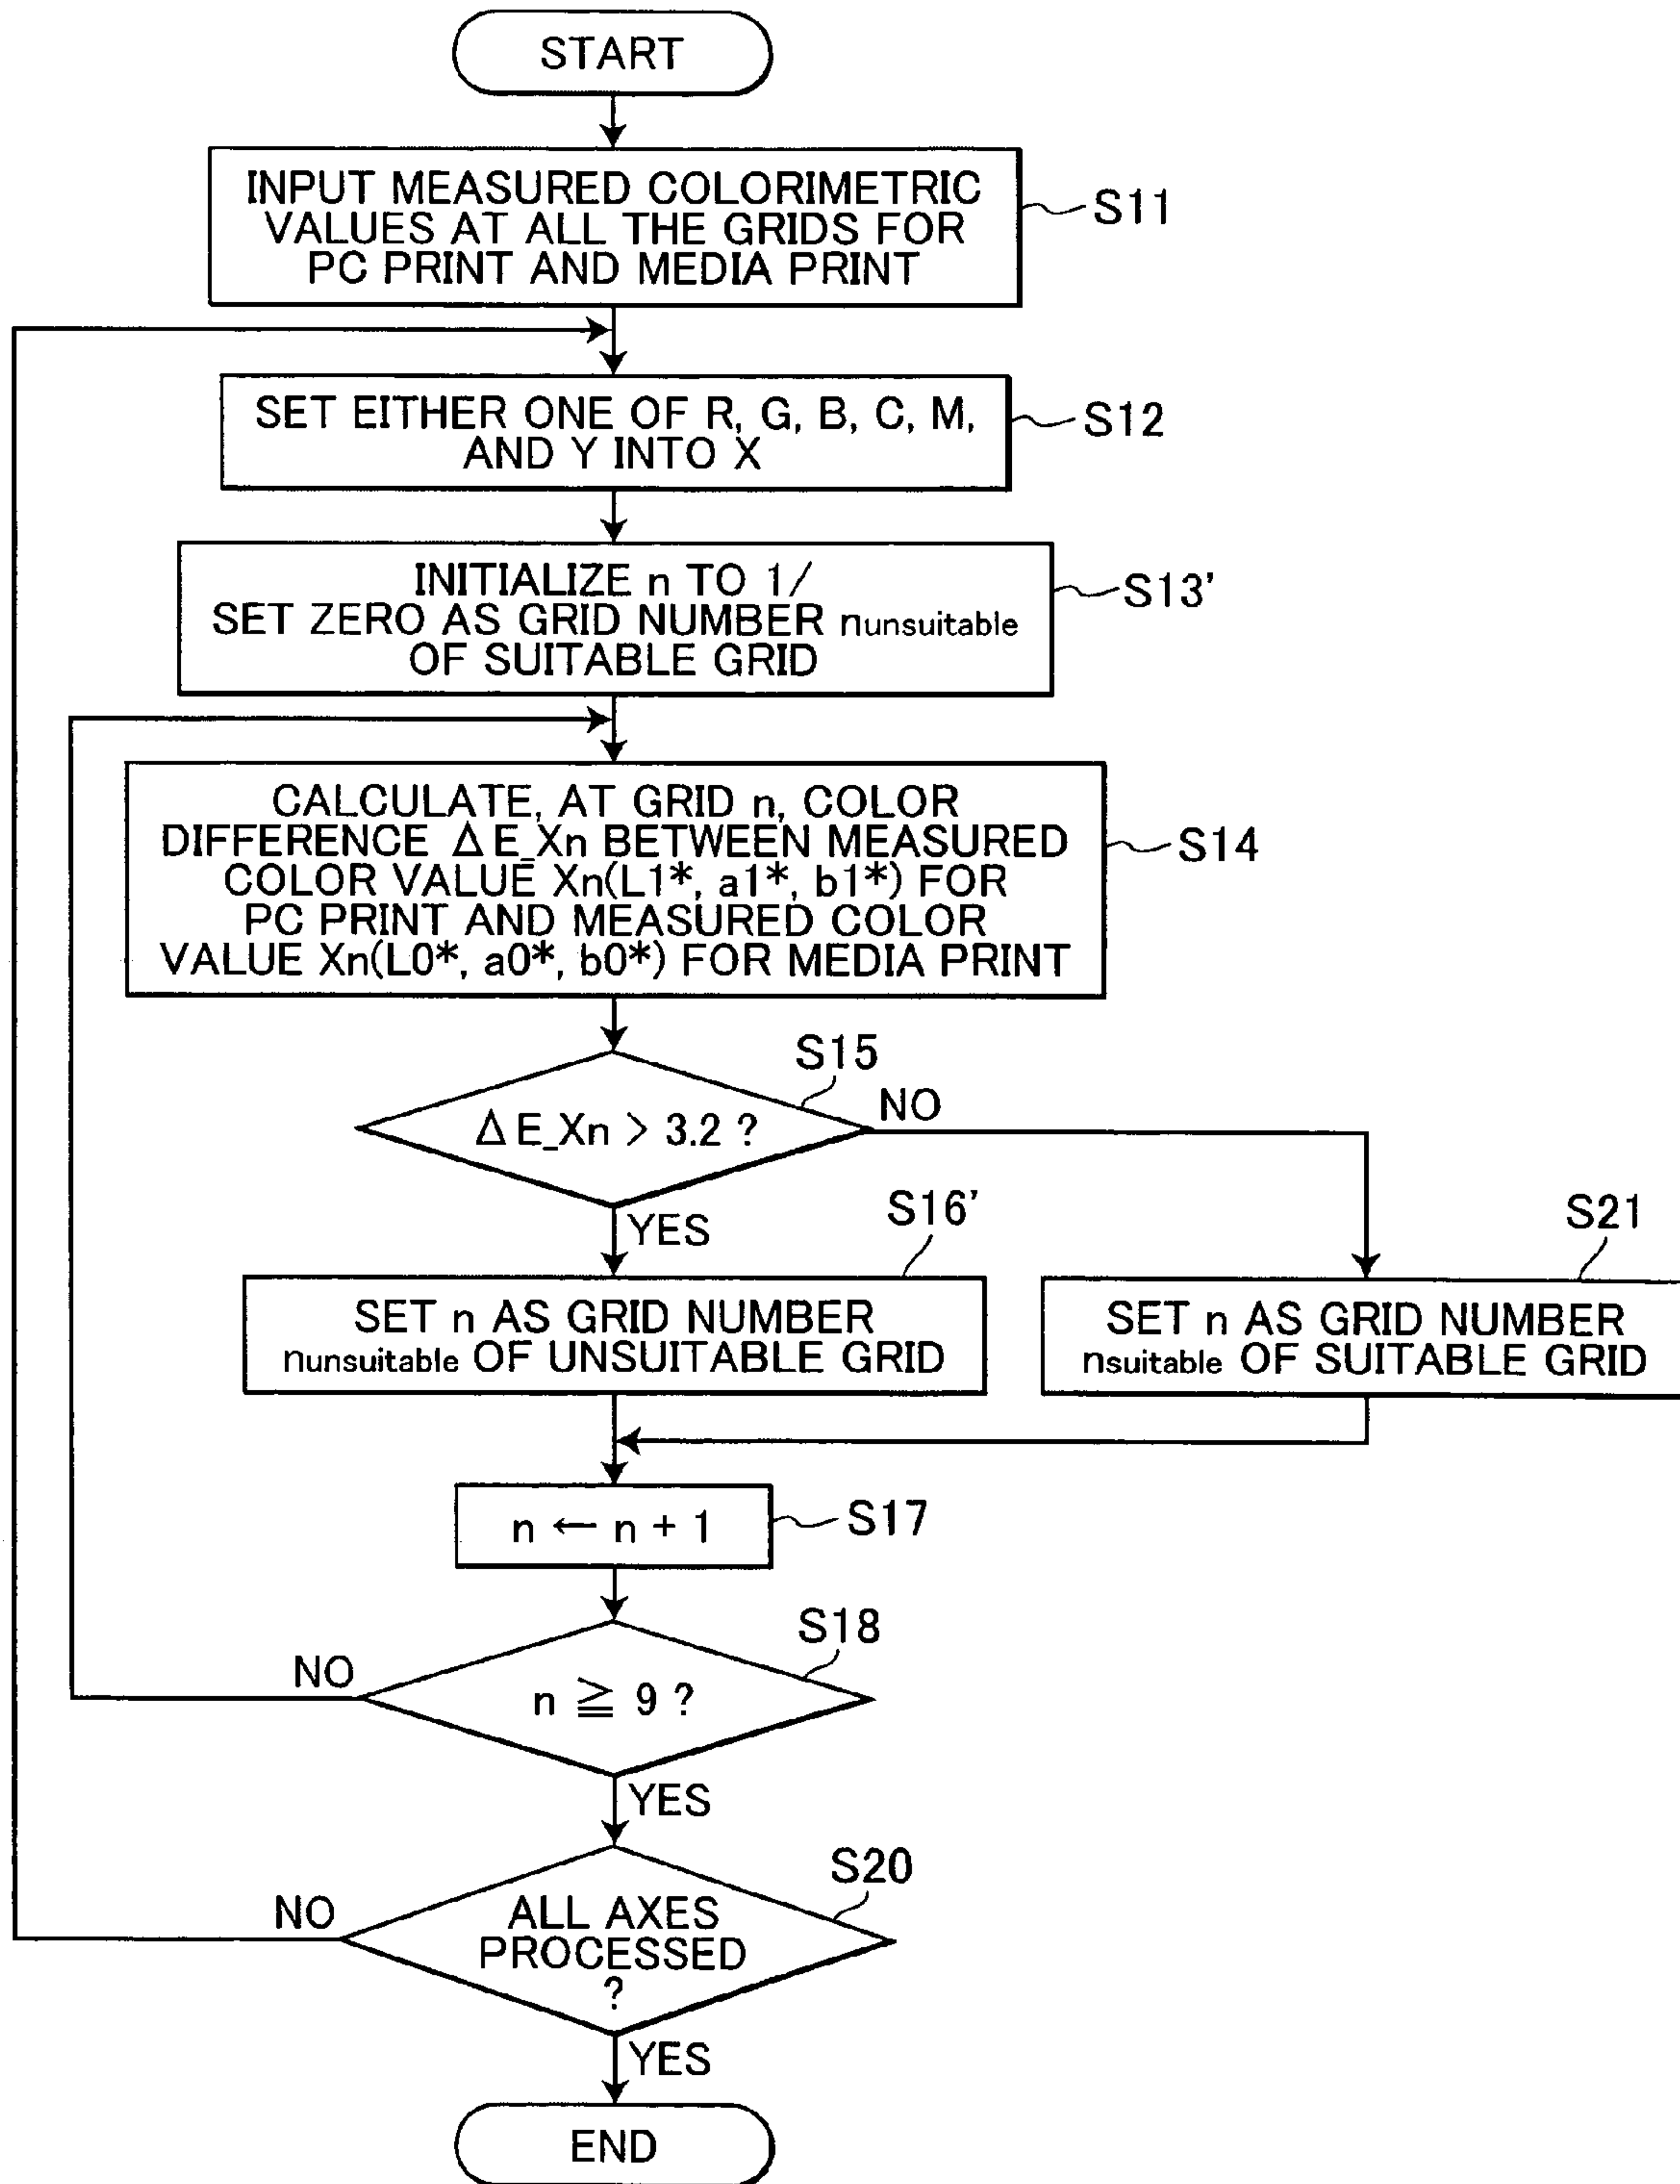 START
INPUT MEASURED COLORIMETRIC
VALUES AT ALL THE GRIDS FOR
PC PRINT AND MEDIA PRINT
S11
SET EITHER ONE OF R, G, B, C, M,
AND Y INTO X
S12
INITIALIZE n TO 1/
SET ZERO AS GRID NUMBER nunsuitable
OF SUITABLE GRID
S13'
CALCULATE, AT GRID n, COLOR
DIFFERENCE ΔE_Xn BETWEEN MEASURED
COLOR VALUE Xn(L1*, a1*, b1*) FOR
PC PRINT AND MEASURED COLOR
VALUE Xn(L0*, a0*, b0*) FOR MEDIA PRINT
S14
S15
ΔE_Xn > 3.2 ?
NO
YES
S16'
SET n AS GRID NUMBER
nunsuitable OF UNSUITABLE GRID
S21
SET n AS GRID NUMBER
nsuitable OF SUITABLE GRID
n ← n + 1
S17
S18
NO
n ≧ 9 ?
YES
S20
NO
ALL AXES
PROCESSED
?
YES
END